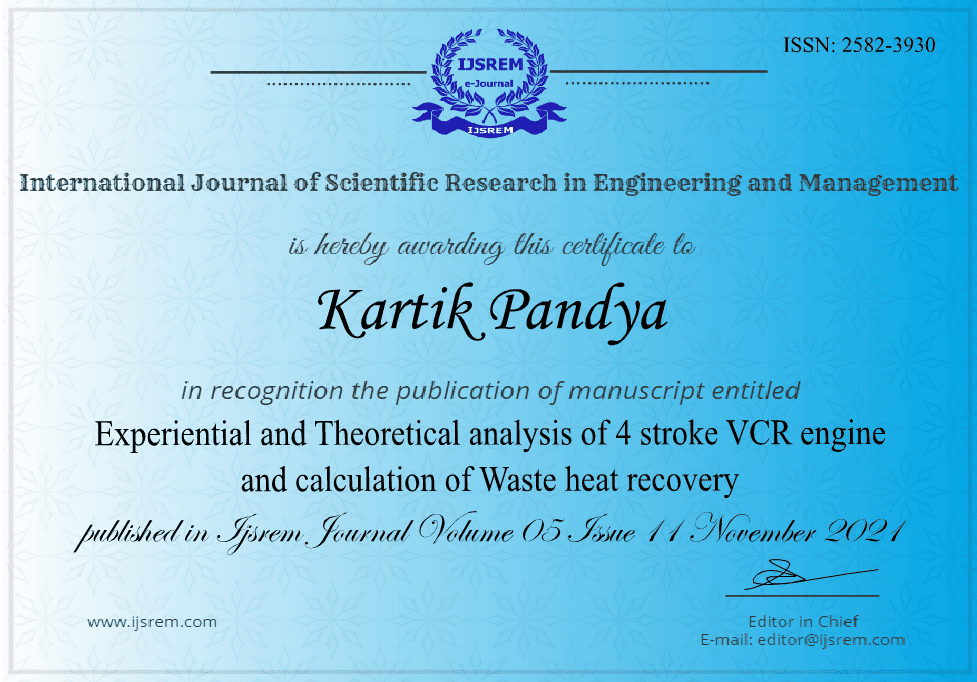 ISSN: 2582-3930
IJSREM
e-Journal
IJSREM
International Journal of Scientific Research in Engineering and Management
is hereby awarding this certificate to
Kartik Pandya
in recognition the publication of manuscript entitled
Experiential and Theoretical analysis of 4 stroke VCR engine
and calculation of Waste heat recovery
published in Ijsrem Journal Volume 05 Issue 11 November 2021
www.ijsrem.com
Editor in Chief
E-mail: editor@ijsrem.com